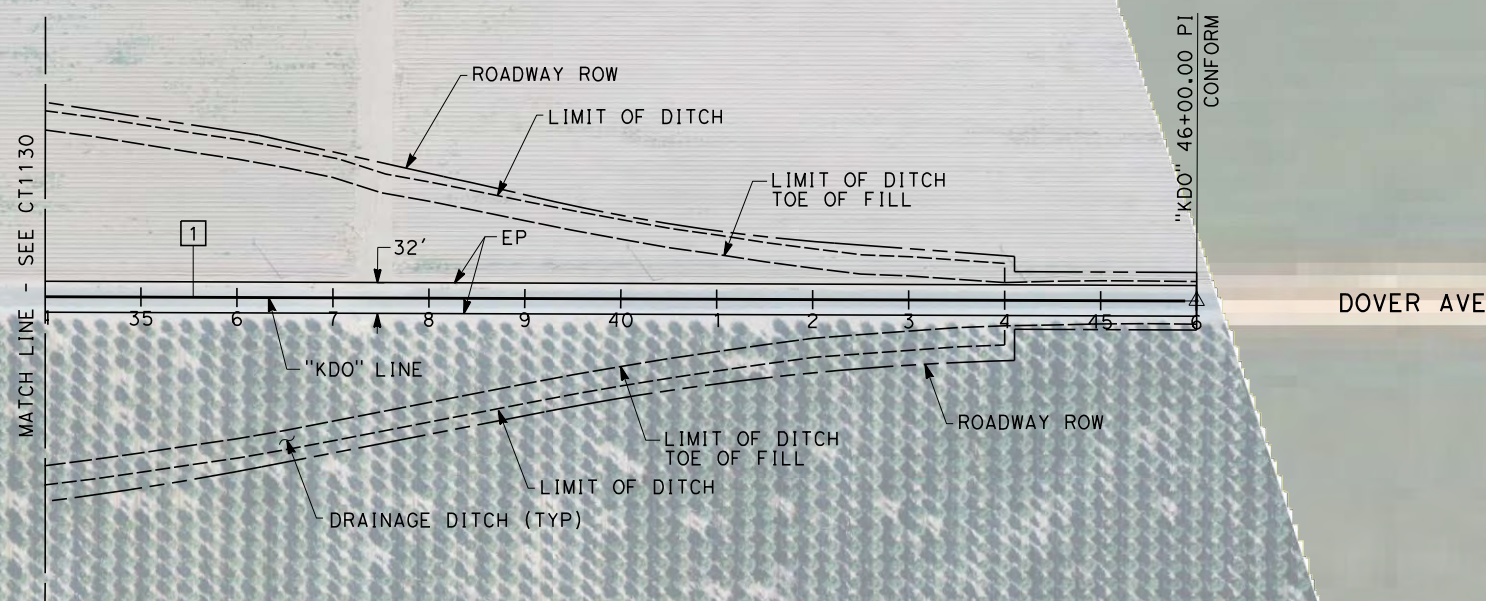 MATCH LINE - SEE CT1130
ROADWAY ROW
LIMIT OF DITCH
LIMIT OF DITCH
TOE OF FILL
1
32'
EP
"KDO" 46+00.00 PI
CONFORM
35 6 7 8 9 40 1 2 3 4 45 6
DOVER AVE
"KDO" LINE
ROADWAY ROW
LIMIT OF DITCH
TOE OF FILL
LIMIT OF DITCH
DRAINAGE DITCH (TYP)